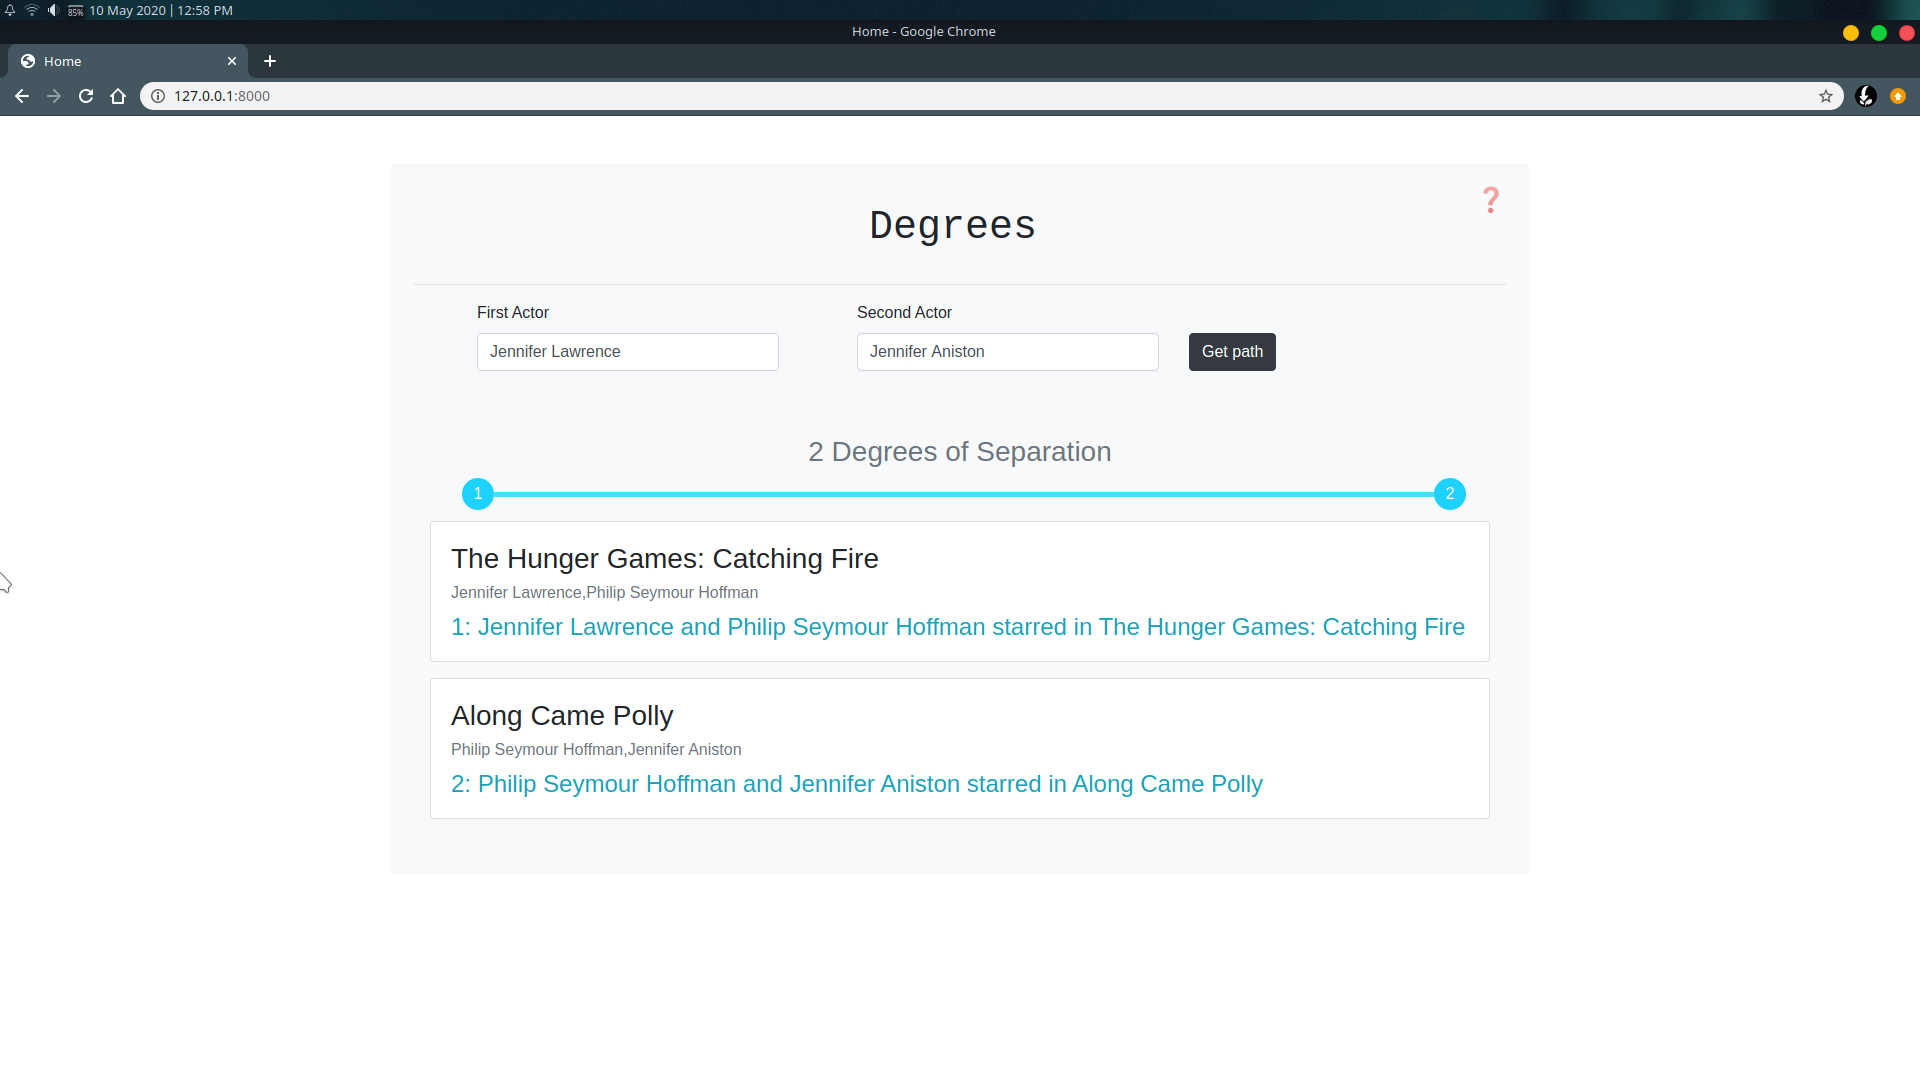 85% 10 May 2020 | 12:58 PM
Home - Google Chrome
Home
127.0.0.1:8000
?
Degrees
First Actor
Second Actor
Jennifer Lawrence
Jennifer Aniston
Get path
2 Degrees of Separation
1
2
The Hunger Games: Catching Fire
Jennifer Lawrence,Philip Seymour Hoffman
1: Jennifer Lawrence and Philip Seymour Hoffman starred in The Hunger Games: Catching Fire
Along Came Polly
Philip Seymour Hoffman,Jennifer Aniston
2: Philip Seymour Hoffman and Jennifer Aniston starred in Along Came Polly